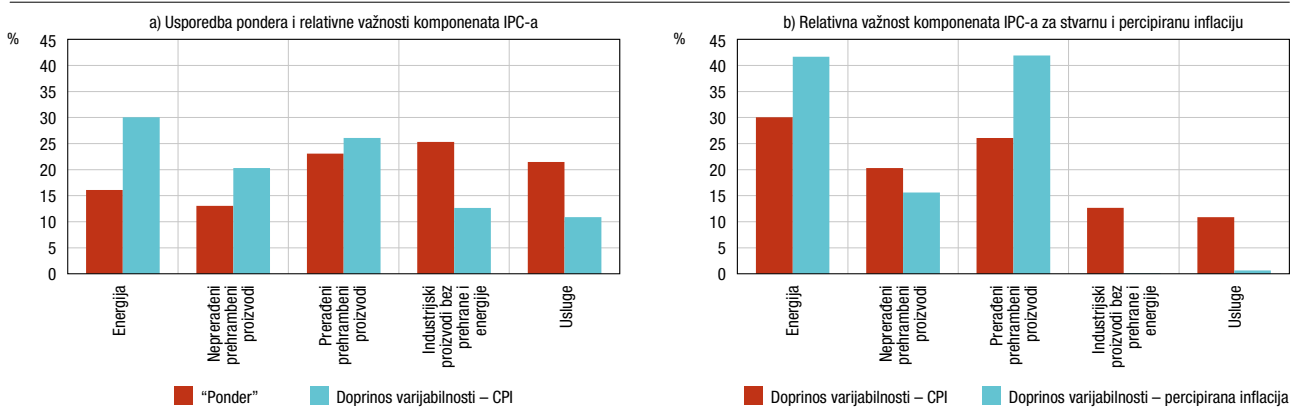 a) Usporedba pondera i relativne važnosti komponenata IPC-a
%
45
40
35
30
25
20
15
10
5
0
Energija
Neprerađeni
prehrambeni
proizvodi
Prerađeni
prehrambeni
proizvodi
Industrijski
proizvodi bez
prehrane i
energije
Usluge
"Ponder"
Doprinos varijabilnosti – CPI
b) Relativna važnost komponenata IPC-a za stvarnu i percipiranu inflaciju
%
45
40
35
30
25
20
15
10
5
0
Energija
Neprerađeni
prehrambeni
proizvodi
Prerađeni
prehrambeni
proizvodi
Industrijski
proizvodi bez
prehrane i
energije
Usluge
Doprinos varijabilnosti – CPI
Doprinos varijabilnosti – percipirana inflacija